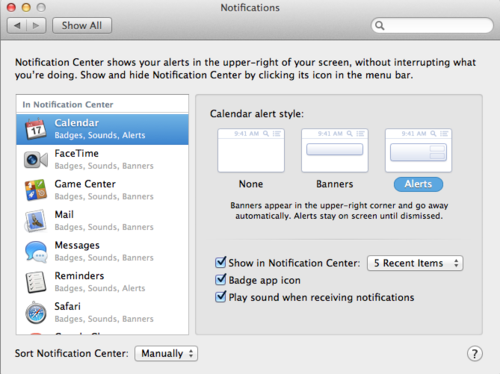 Notifications
Show All
Notification Center shows your alerts in the upper-right of your screen, without interrupting what
you're doing. Show and hide Notification Center by clicking its icon in the menu bar.
In Notification Center
Calendar
Badges, Sounds, Alerts
FaceTime
Badges, Sounds, Banners
Game Center
Badges, Sounds, Banners
Mail
Badges, Sounds, Banners
Messages
Badges, Sounds, Banners
Reminders
Badges, Sounds, Alerts
Safari
Badges, Sounds, Banners
Calendar alert style:
9:41 AM
9:41 AM
9:41 AM
None
Banners
Alerts
Banners appear in the upper-right corner and go away
automatically. Alerts stay on screen until dismissed.
Show in Notification Center: 5 Recent Items
Badge app icon
Play sound when receiving notifications
Sort Notification Center: Manually
?